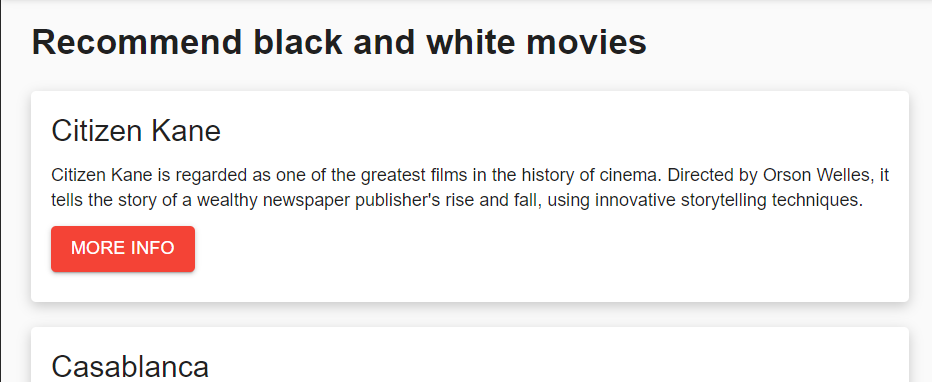 Recommend black and white movies
Citizen Kane
Citizen Kane is regarded as one of the greatest films in the history of cinema. Directed by Orson Welles, it
tells the story of a wealthy newspaper publisher's rise and fall, using innovative storytelling techniques.
MORE INFO
Casablanca